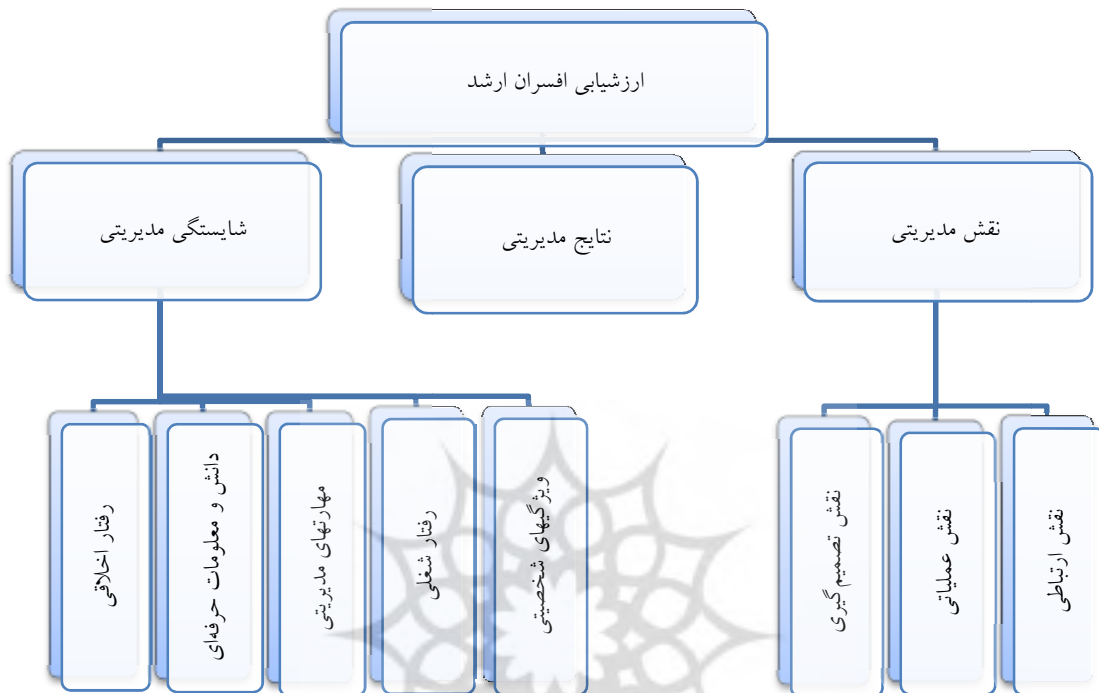 ارزشیابی افسران ارشد
نقش مدیریتی
نتایج مدیریتی
شایستگی مدیریتی
نقش ارتباطی
نقش عملیاتی
نقش تصمیم‌گیری
ویژگیهای شخصیتی
رفتار شغلی
مهارتهای مدیریتی
دانش و معلومات حرفه‌ای
رفتار اخلاقی